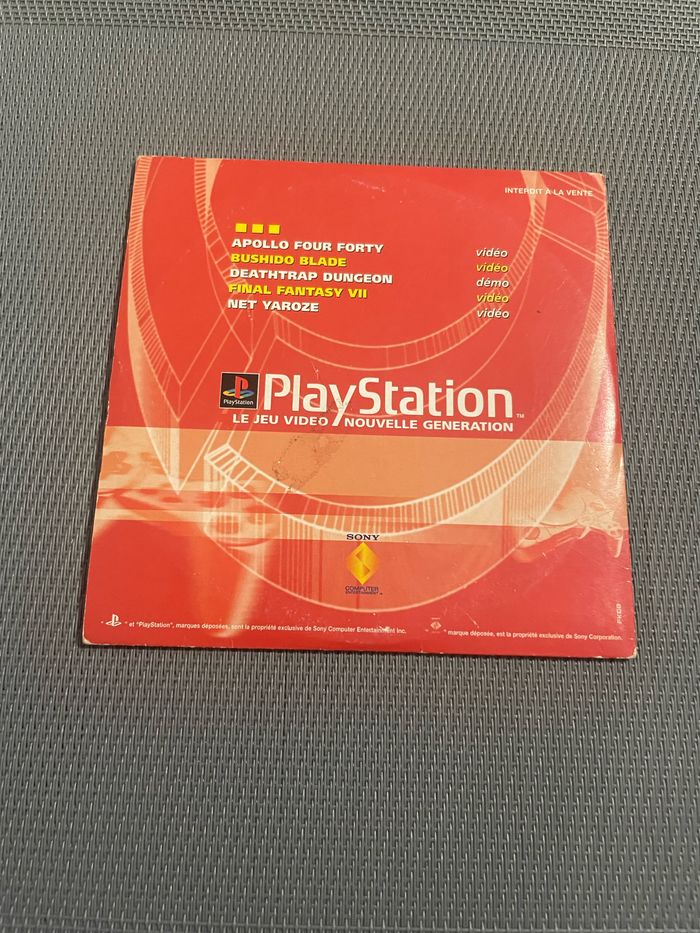 INTERDIT À LA VENTE
APOLLO FOUR FORTY vidéo
BUSHIDO BLADE vidéo
DEATHTRAP DUNGEON démo
FINAL FANTASY VII vidéo
NET YAROZE vidéo
PlayStation
PlayStation™
LE JEU VIDEO NOUVELLE GENERATION
SONY
COMPUTER
ENTERTAINMENT™
" et "PlayStation", marques déposées, sont la propriété exclusive de Sony Computer Entertainment Inc.
" marque déposée, est la propriété exclusive de Sony Corporation.